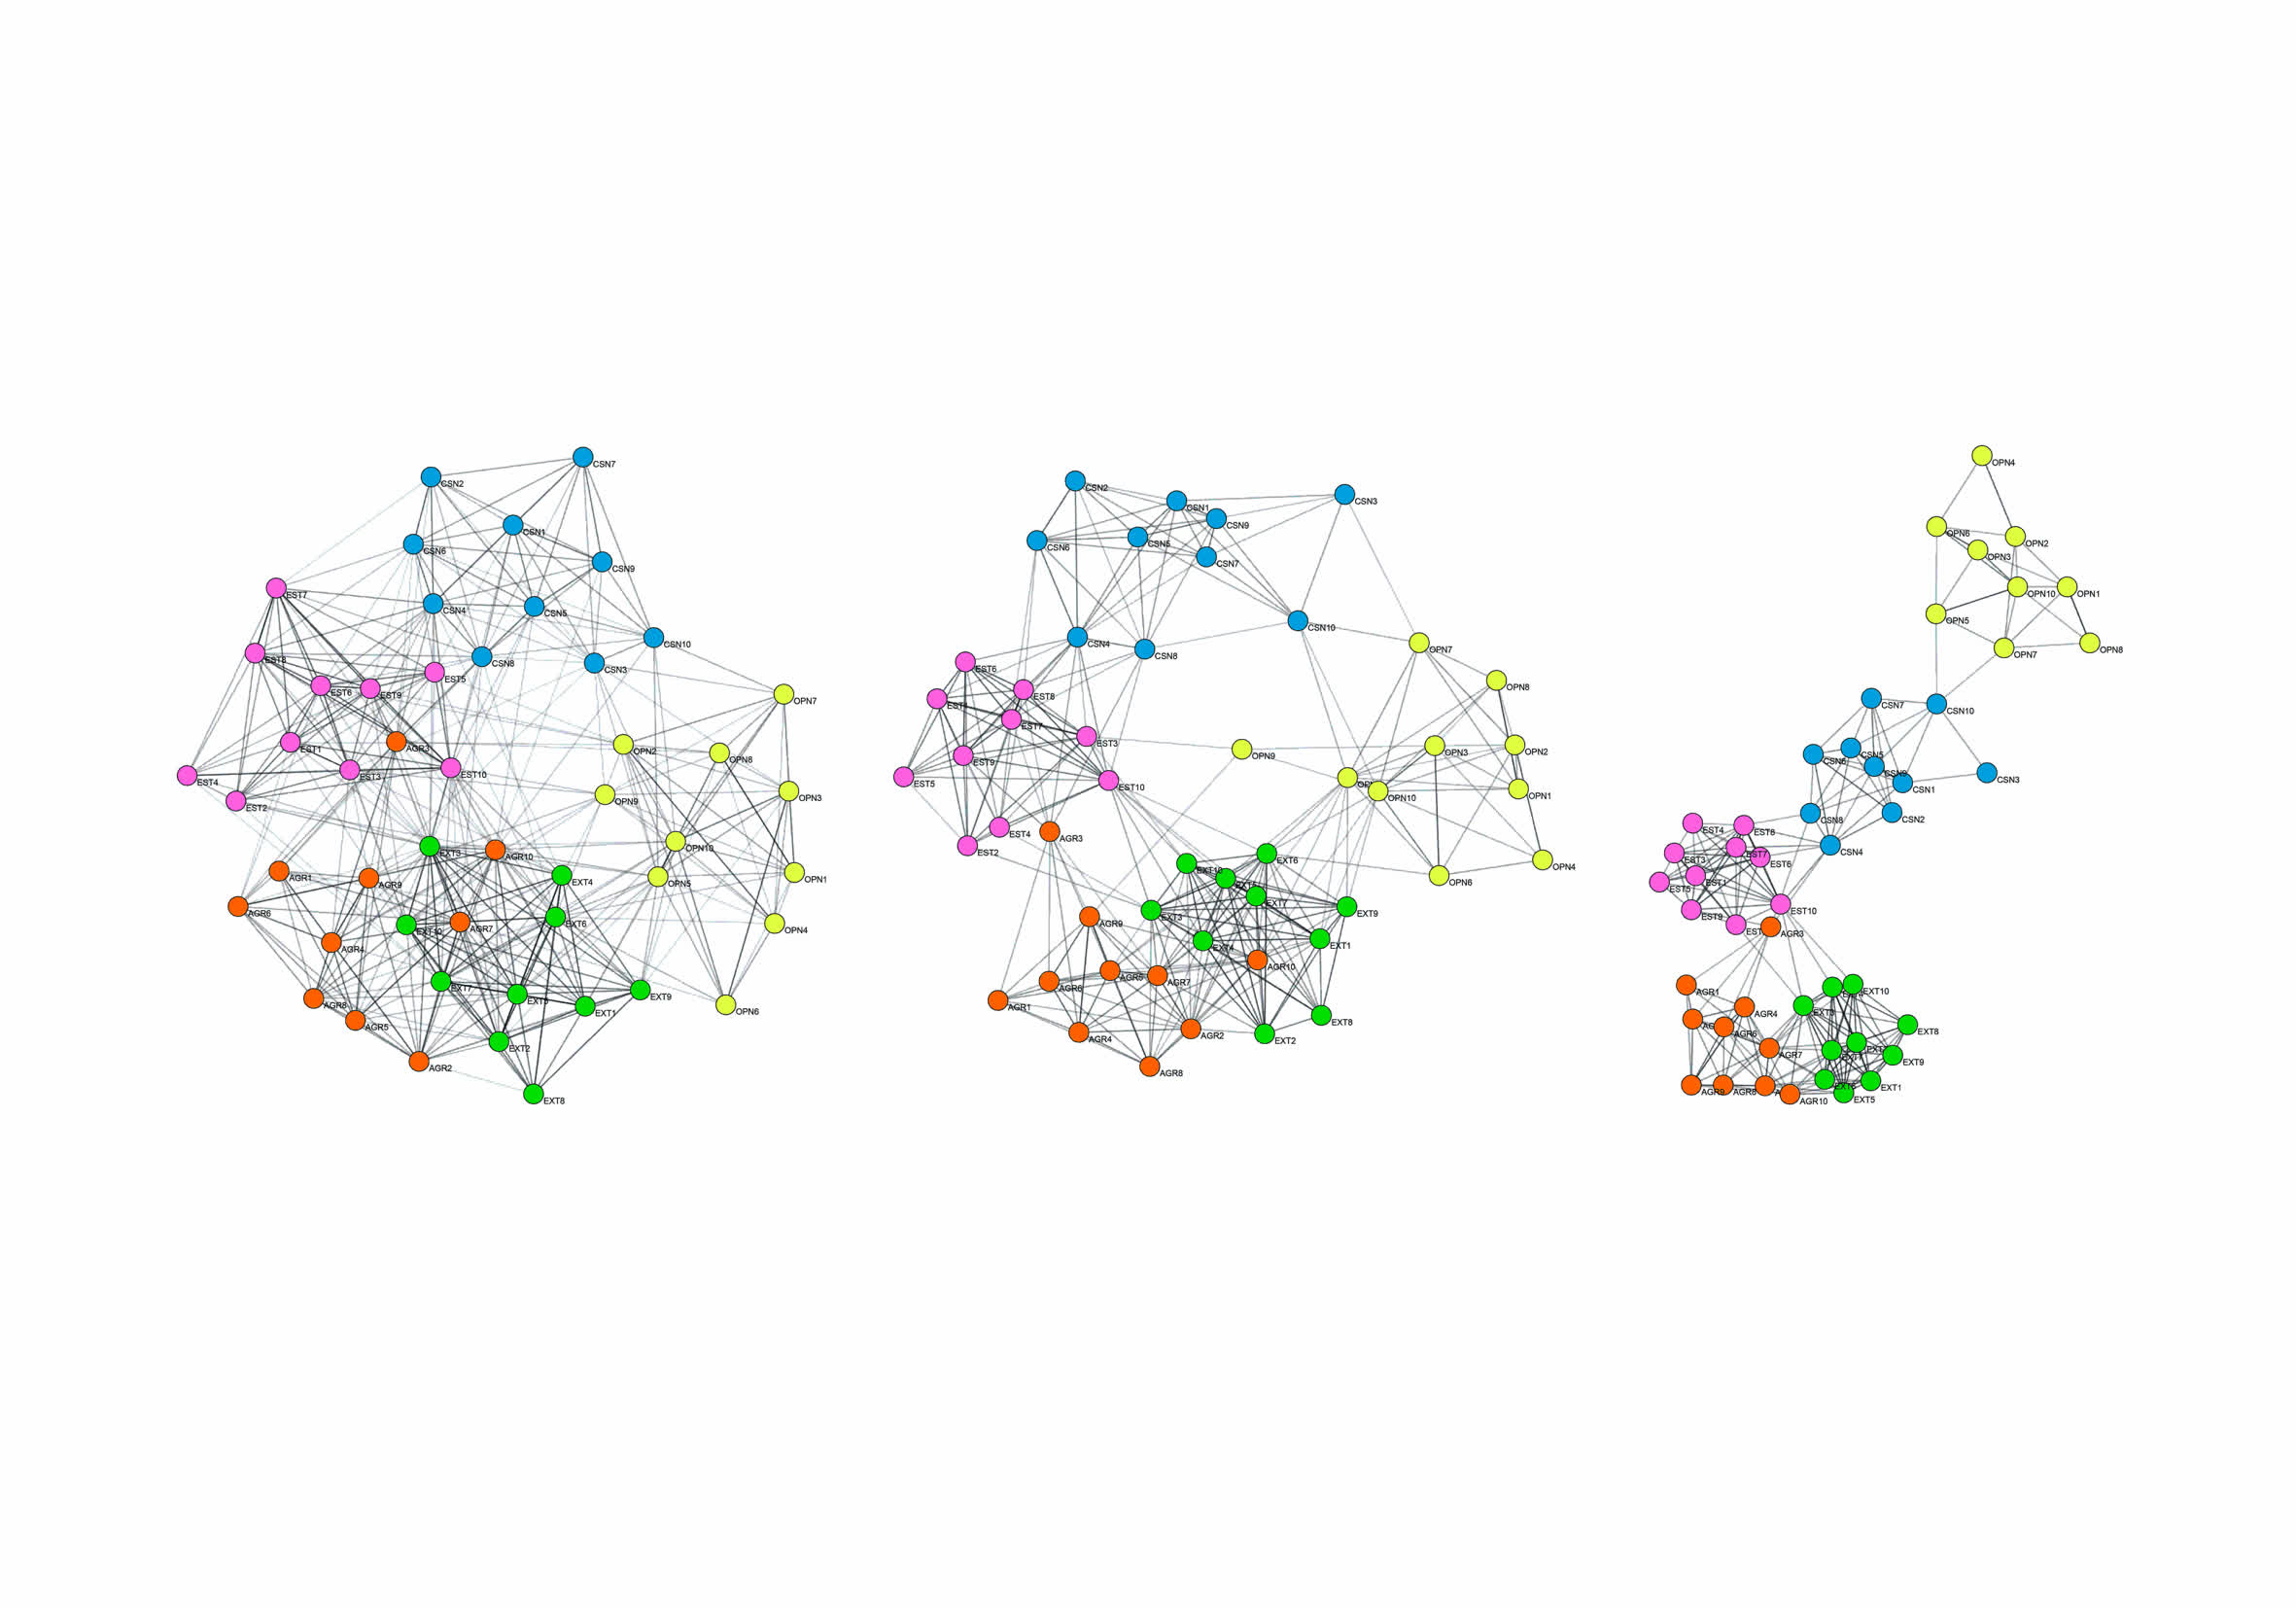 CSN7
CSN2
CSN1
CSN6
CSN9
EST7
CSN4
CSN5
CSN10
EST8
CSN8
CSN3
EST5
EST6
EST9
OPN7
EST1
AGR3
OPN2
OPN8
EST4
EST3
EST10
EST2
OPN9
OPN3
EXT3
AGR10
OPN10
AGR1
AGR9
EXT4
OPN5
OPN1
AGR6
EXT10
AGR7
EXT6
OPN4
AGR4
EXT7
EXT5
EXT9
AGR8
EXT1
OPN6
AGR5
EXT2
AGR2
EXT8
CSN2
CSN3
CSN1
CSN9
CSN6
CSN5
CSN7
CSN10
CSN4
CSN8
OPN7
EST6
EST8
OPN8
EST7
EST3
OPN9
OPN3
OPN2
EST9
EST5
EST10
OPN10
OPN1
EST4
AGR3
EST2
EXT6
OPN4
EXT10
OPN6
EXT7
EXT3
EXT9
AGR9
EXT4
EXT1
AGR10
AGR5
AGR7
AGR6
AGR1
EXT8
AGR4
AGR2
EXT2
AGR8
OPN4
OPN6
OPN2
OPN3
OPN10
OPN1
OPN5
OPN7
OPN8
CSN7
CSN10
CSN5
CSN6
CSN9
CSN3
CSN1
CSN8
CSN2
EST4
CSN4
EST7
EST3
EST6
EST5
EST1
EST10
EST9
AGR3
AGR1
EXT10
AGR4
EXT3
EXT8
AGR7
EXT9
EXT1
AGR9
AGR8
AGR10
EXT5